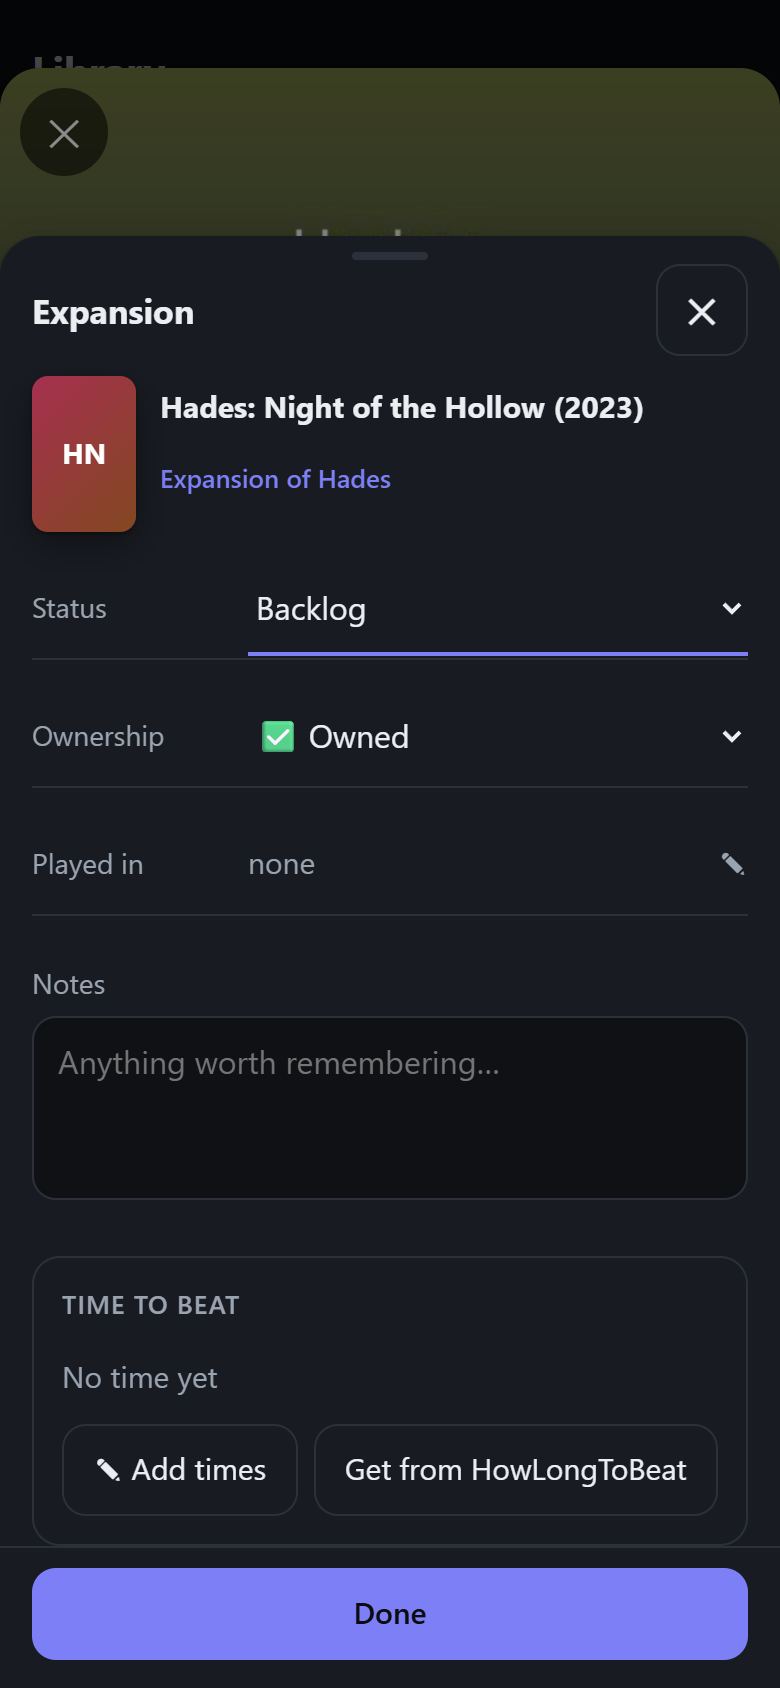 Library
Expansion
HN
Hades: Night of the Hollow (2023)
Expansion of Hades
Status
Backlog
Ownership
✅ Owned
Played in
none
Notes
Anything worth remembering...
TIME TO BEAT
No time yet
Add times
Get from HowLongToBeat
Done